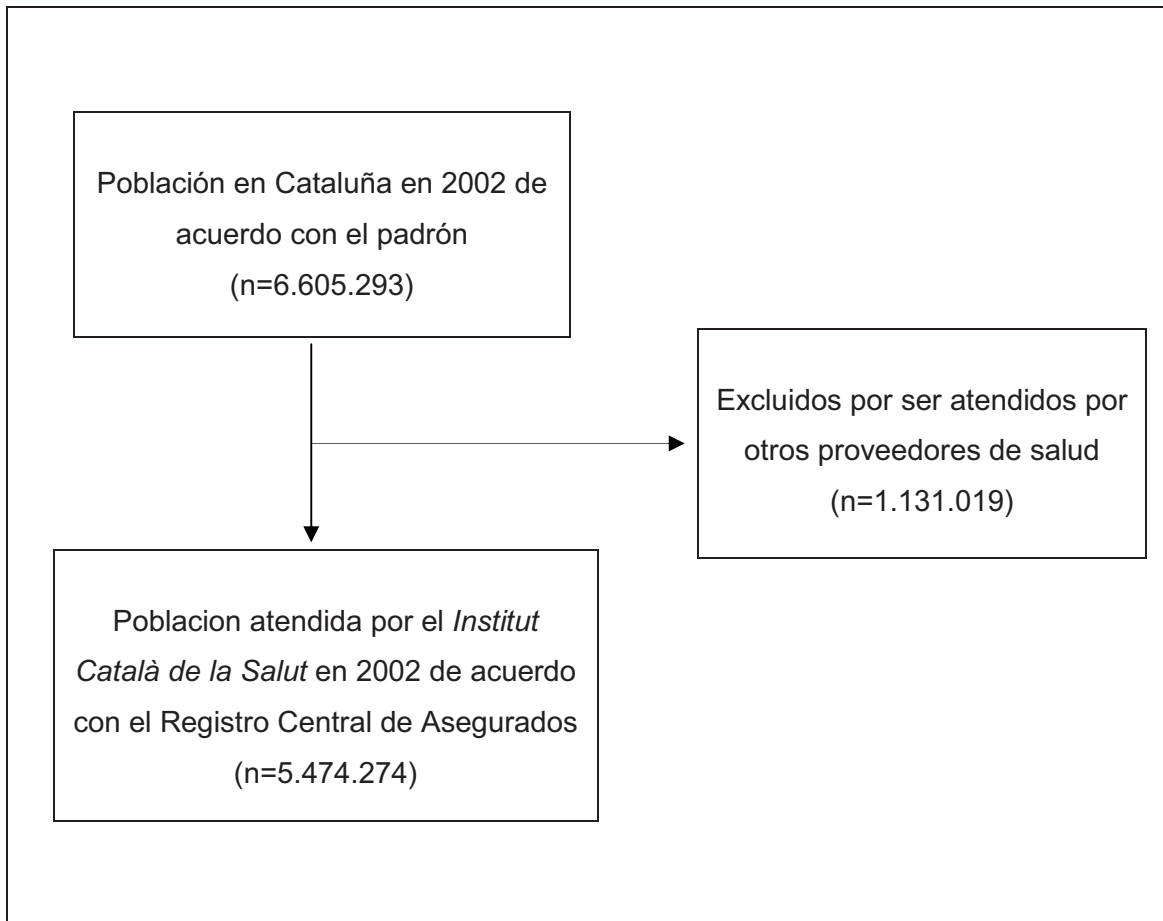 Población en Cataluña en 2002 de
acuerdo con el padrón
(n=6.605.293)
Excluidos por ser atendidos por
otros proveedores de salud
(n=1.131.019)
Poblacion atendida por el Institut
Català de la Salut en 2002 de acuerdo
con el Registro Central de Asegurados
(n=5.474.274)